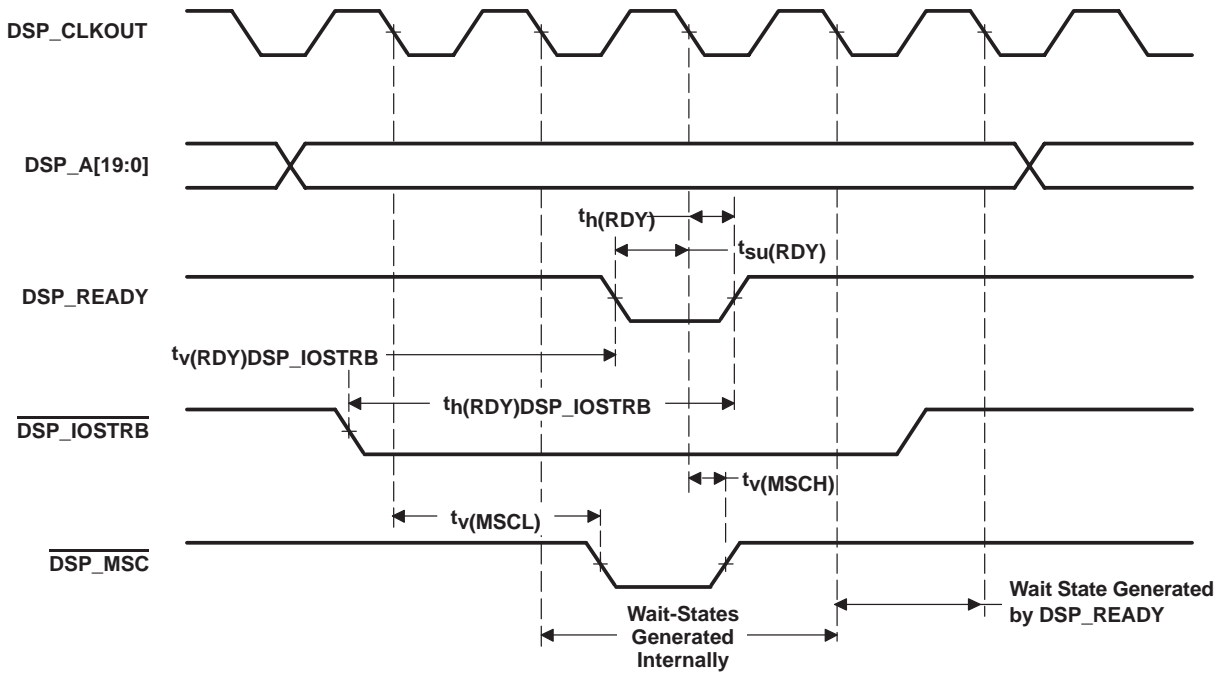 DSP_CLKOUT
DSP_A[19:0]
th(RDY)
tsu(RDY)
DSP_READY
tv(RDY)DSP_IOSTRB
th(RDY)DSP_IOSTRB
DSP_IOSTRB
tv(MSCH)
tv(MSCL)
DSP_MSC
Wait State Generated
by DSP_READY
Wait-States
Generated
Internally